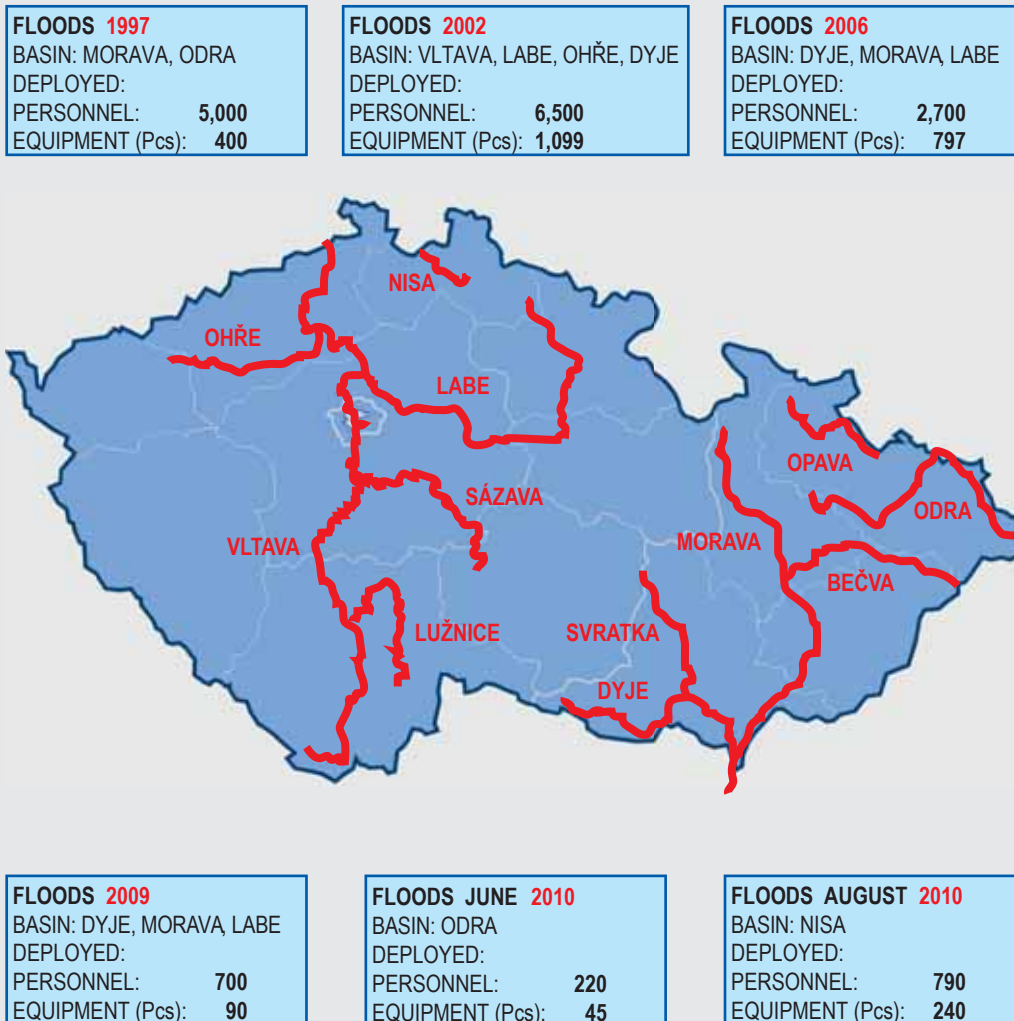 FLOODS 1997
BASIN: MORAVA, ODRA
DEPLOYED:
PERSONNEL: 5,000
EQUIPMENT (Pcs): 400
FLOODS 2002
BASIN: VLTAVA, LABE, OHŘE, DYJE
DEPLOYED:
PERSONNEL: 6,500
EQUIPMENT (Pcs): 1,099
FLOODS 2006
BASIN: DYJE, MORAVA, LABE
DEPLOYED:
PERSONNEL: 2,700
EQUIPMENT (Pcs): 797
NISA
OHŘE
LABE
OPAVA
SÁZAVA
ODRA
VLTAVA
MORAVA
BEČVA
LUŽNICE
SVRATKA
DYJE
FLOODS 2009
BASIN: DYJE, MORAVA, LABE
DEPLOYED:
PERSONNEL: 700
EQUIPMENT (Pcs): 90
FLOODS JUNE 2010
BASIN: ODRA
DEPLOYED:
PERSONNEL: 220
EQUIPMENT (Pcs): 45
FLOODS AUGUST 2010
BASIN: NISA
DEPLOYED:
PERSONNEL: 790
EQUIPMENT (Pcs): 240